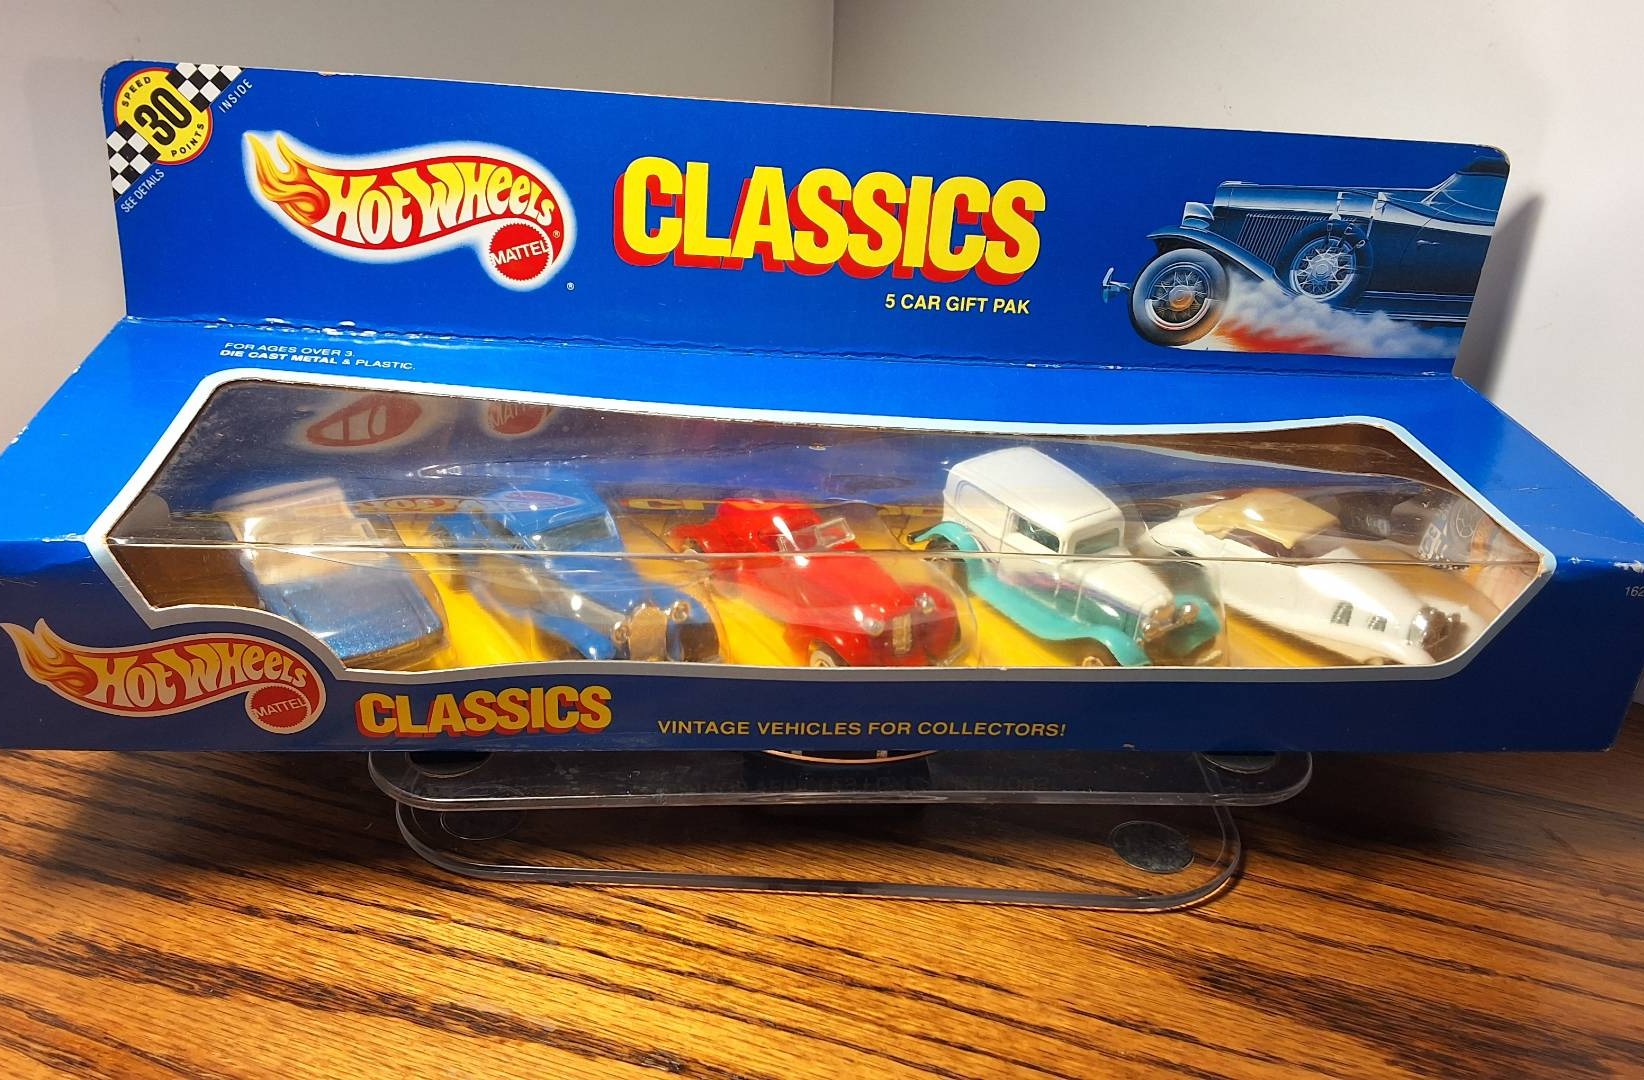 SPEED
30
POINTS
INSIDE
SEE DETAILS
HOT WHEELS
MATTEL
®
®
CLASSICS
5 CAR GIFT PAK
FOR AGES OVER 3.
DIE CAST METAL & PLASTIC.
HOT WHEELS
MATTEL
CLASSICS
VINTAGE VEHICLES FOR COLLECTORS!